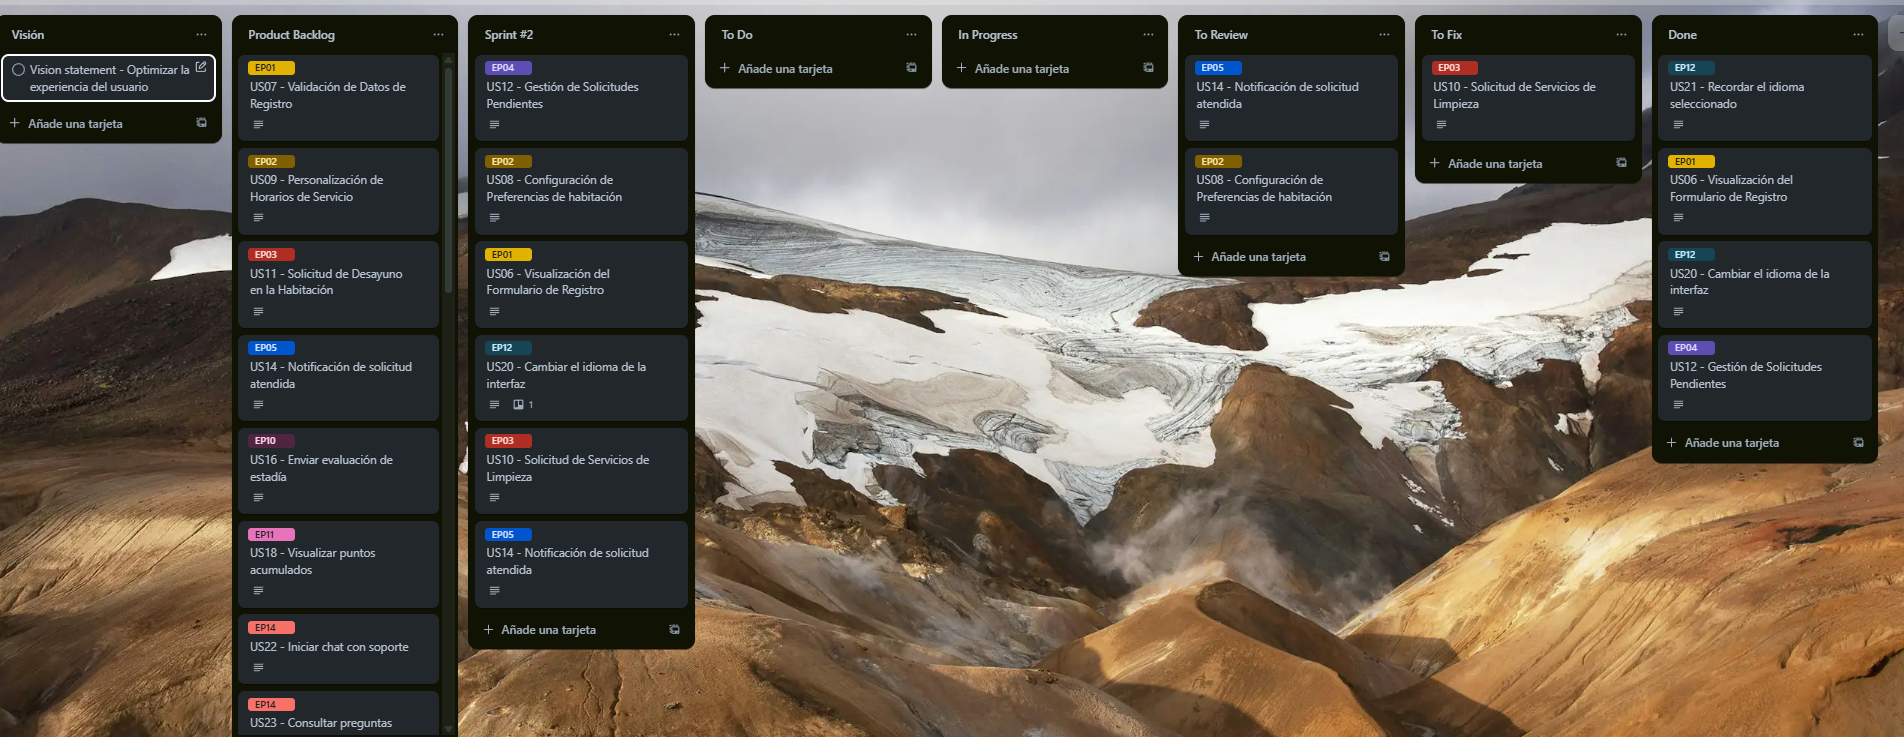 Visión
Vision statement - Optimizar la
experiencia del usuario
Añade una tarjeta
Product Backlog
EP01
US07 - Validación de Datos de
Registro
EP02
US09 - Personalización de
Horarios de Servicio
EP03
US11 - Solicitud de Desayuno
en la Habitación
EP05
US14 - Notificación de solicitud
atendida
EP10
US16 - Enviar evaluación de
estadía
EP11
US18 - Visualizar puntos
acumulados
EP14
US22 - Iniciar chat con soporte
EP14
US23 - Consultar preguntas
Sprint #2
EP04
US12 - Gestión de Solicitudes
Pendientes
EP02
US08 - Configuración de
Preferencias de habitación
EP01
US06 - Visualización del
Formulario de Registro
EP12
US20 - Cambiar el idioma de la
interfaz
1
EP03
US10 - Solicitud de Servicios de
Limpieza
EP05
US14 - Notificación de solicitud
atendida
Añade una tarjeta
To Do
Añade una tarjeta
In Progress
Añade una tarjeta
To Review
EP05
US14 - Notificación de solicitud
atendida
EP02
US08 - Configuración de
Preferencias de habitación
Añade una tarjeta
To Fix
EP03
US10 - Solicitud de Servicios de
Limpieza
Añade una tarjeta
Done
EP12
US21 - Recordar el idioma
seleccionado
EP01
US06 - Visualización del
Formulario de Registro
EP12
US20 - Cambiar el idioma de la
interfaz
EP04
US12 - Gestión de Solicitudes
Pendientes
Añade una tarjeta